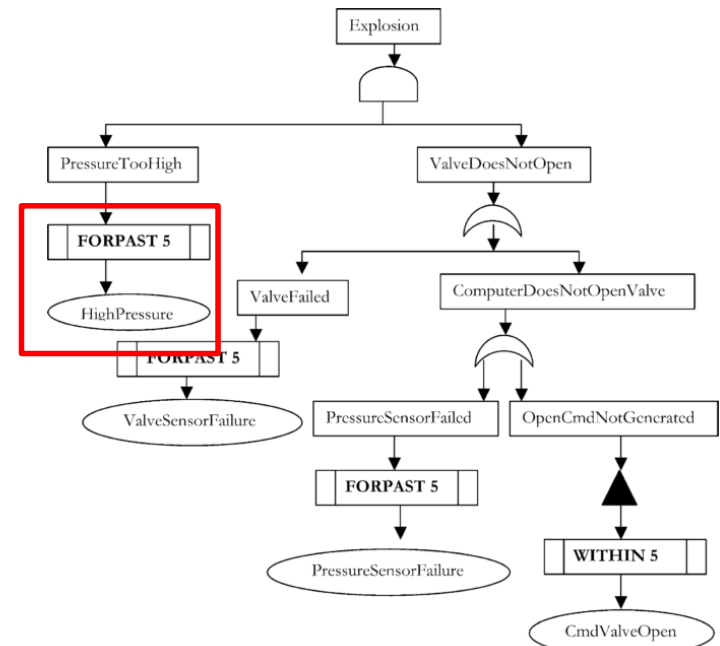 Explosion
PressureTooHigh
ValveDoesNotOpen
FORPAST 5
HighPressure
ValveFailed
ComputerDoesNotOpenValve
FORPAST 5
ValveSensorFailure
PressureSensorFailed
OpenCmdNotGenerated
FORPAST 5
WITHIN 5
PressureSensorFailure
CmdValveOpen